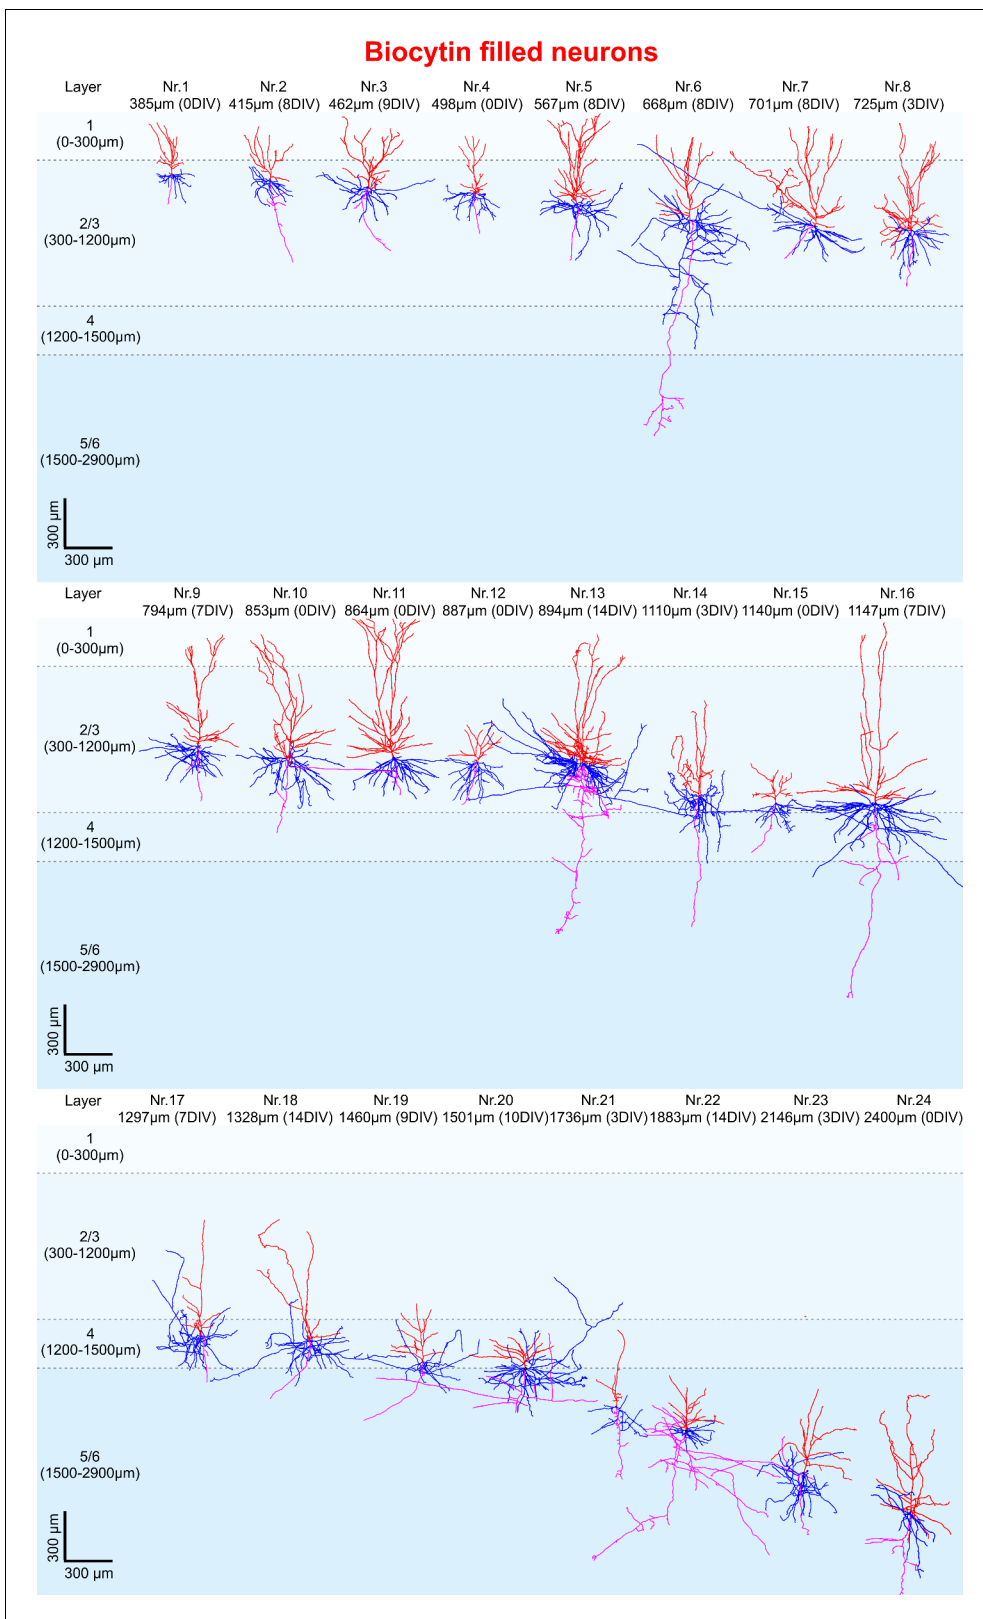 Biocytin filled neurons
Layer Nr.1 Nr.2 Nr.3 Nr.4 Nr.5 Nr.6 Nr.7 Nr.8
385µm (0DIV) 415µm (8DIV) 462µm (9DIV) 498µm (0DIV) 567µm (8DIV) 668µm (8DIV) 701µm (8DIV) 725µm (3DIV)
1
(0-300µm)
2/3
(300-1200µm)
4
(1200-1500µm)
5/6
(1500-2900µm)
300 µm
300 µm
Layer Nr.9 Nr.10 Nr.11 Nr.12 Nr.13 Nr.14 Nr.15 Nr.16
794µm (7DIV) 853µm (0DIV) 864µm (0DIV) 887µm (0DIV) 894µm (14DIV) 1110µm (3DIV) 1140µm (0DIV) 1147µm (7DIV)
1
(0-300µm)
2/3
(300-1200µm)
4
(1200-1500µm)
5/6
(1500-2900µm)
300 µm
300 µm
Layer Nr.17 Nr.18 Nr.19 Nr.20 Nr.21 Nr.22 Nr.23 Nr.24
1297µm (7DIV) 1328µm (14DIV) 1460µm (9DIV) 1501µm (10DIV) 1736µm (3DIV) 1883µm (14DIV) 2146µm (3DIV) 2400µm (0DIV)
1
(0-300µm)
2/3
(300-1200µm)
4
(1200-1500µm)
5/6
(1500-2900µm)
300 µm
300 µm